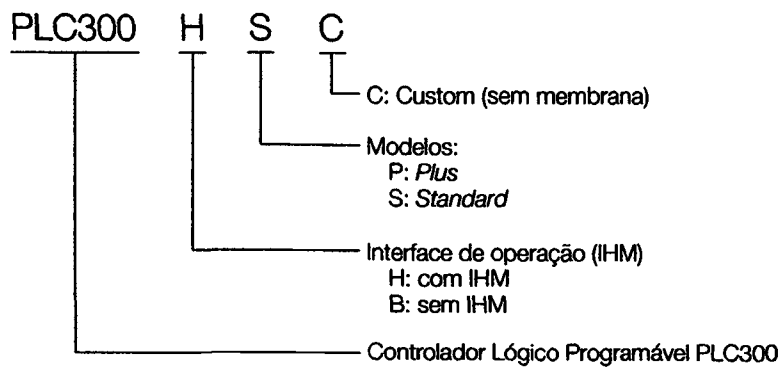 PLC300 H S C
C: Custom (sem membrana)
Modelos:
P: Plus
S: Standard
Interface de operação (IHM)
H: com IHM
B: sem IHM
Controlador Lógico Programável PLC300